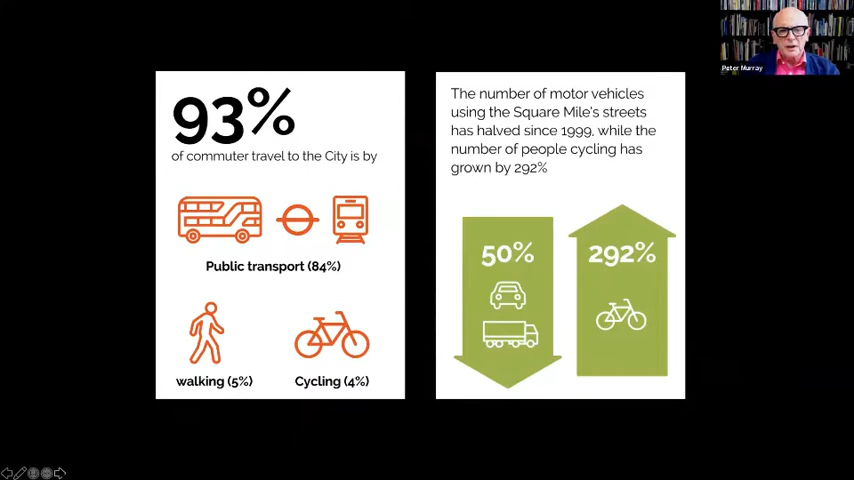 Peter Murray
93%
of commuter travel to the City is by
Public transport (84%)
walking (5%)
Cycling (4%)
The number of motor vehicles
using the Square Mile's streets
has halved since 1999, while the
number of people cycling has
grown by 292%
50%
292%